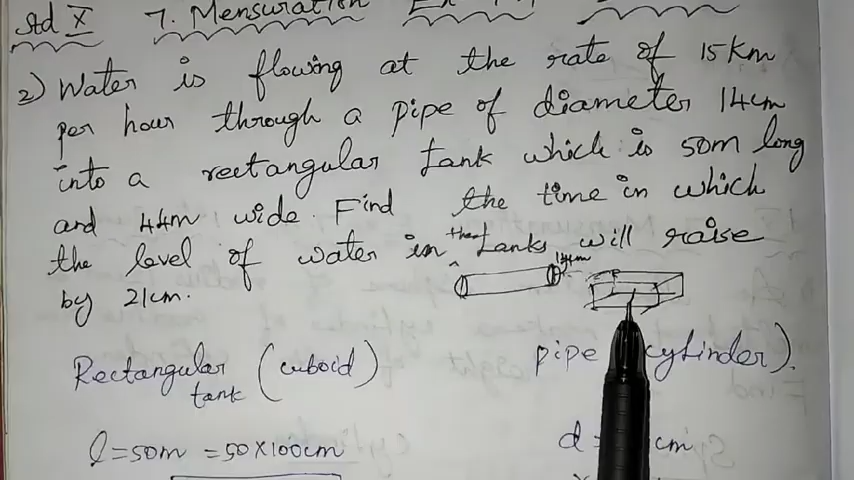 Std X 7. Mensuration
2) Water is flowing at the rate of 15 Km
per hour through a pipe of diameter 14cm
into a rectangular tank which is 50m long
and 44m wide. Find the time in which
the level of water in the tanks will raise
by 21cm.
14cm
Rectangular tank (cuboid)
pipe cylinder).
l = 50m = 50 x 100cm
d = cm